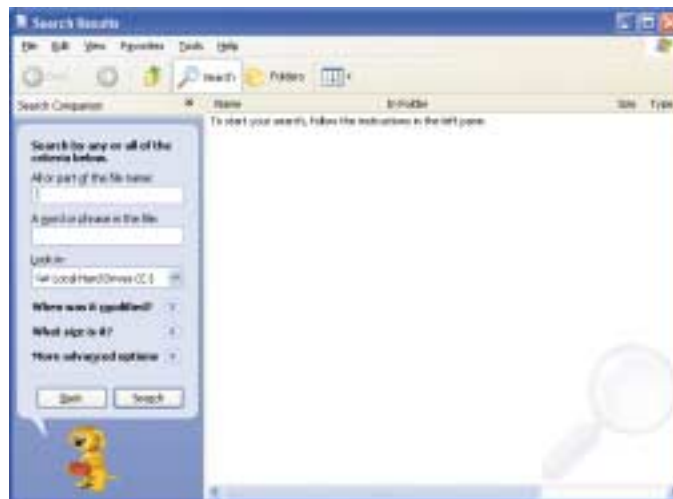 Search Results
File Edit View Favorites Tools Help
Search Folders
Search Companion
Name In Folder Size Type
To start your search, follow the instructions in the left pane.
Search by any or all of the
criteria below.
All or part of the file name:
A word or phrase in the file:
Look in:
Local Hard Drives (C:)
When was it modified?
What size is it?
More advanced options
Back Search